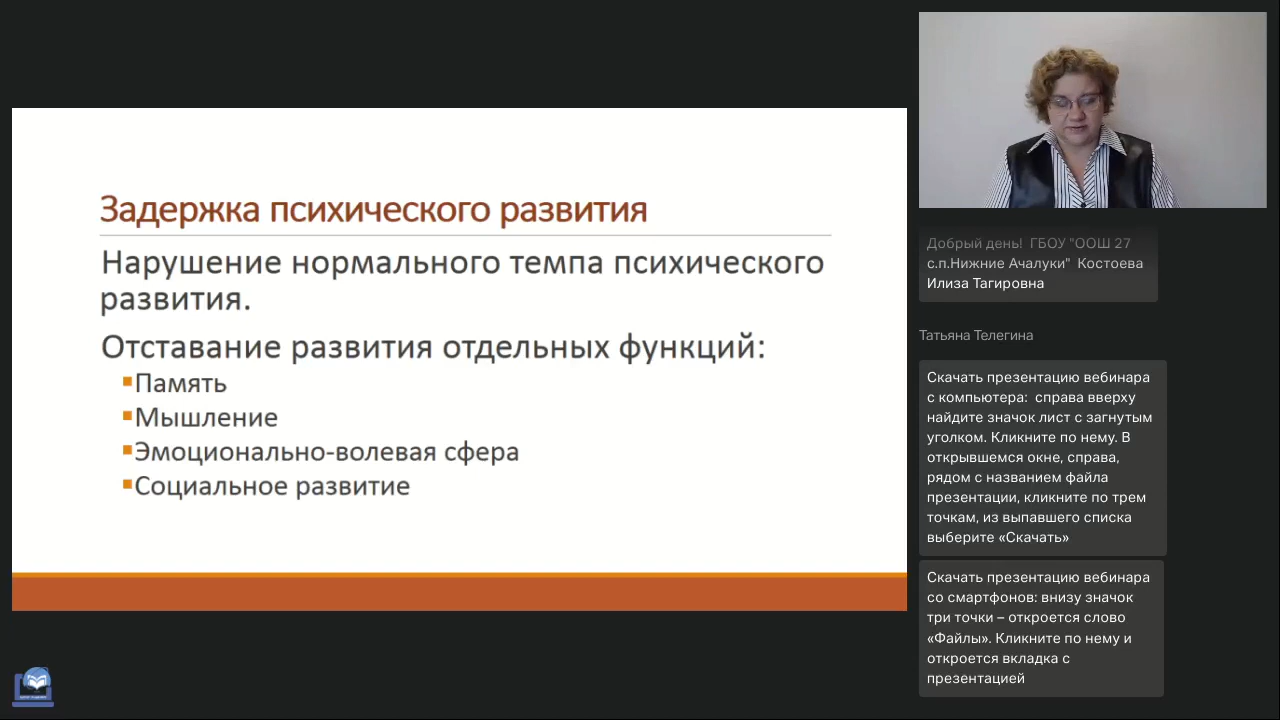 Задержка психического развития
Нарушение нормального темпа психического
развития.
Отставание развития отдельных функций:
Память
Мышление
Эмоционально-волевая сфера
Социальное развитие
Добрый день! ГБОУ "ООШ 27
с.п.Нижние Ачалуки" Костоева
Илиза Тагировна
Татьяна Телегина
Скачать презентацию вебинара
с компьютера: справа вверху
найдите значок лист с загнутым
уголком. Кликните по нему. В
открывшемся окне, справа,
рядом с названием файла
презентации, кликните по трем
точкам, из выпавшего списка
выберите «Скачать»
Скачать презентацию вебинара
со смартфонов: внизу значок
три точки – откроется слово
«Файлы». Кликните по нему и
откроется вкладка с
презентацией